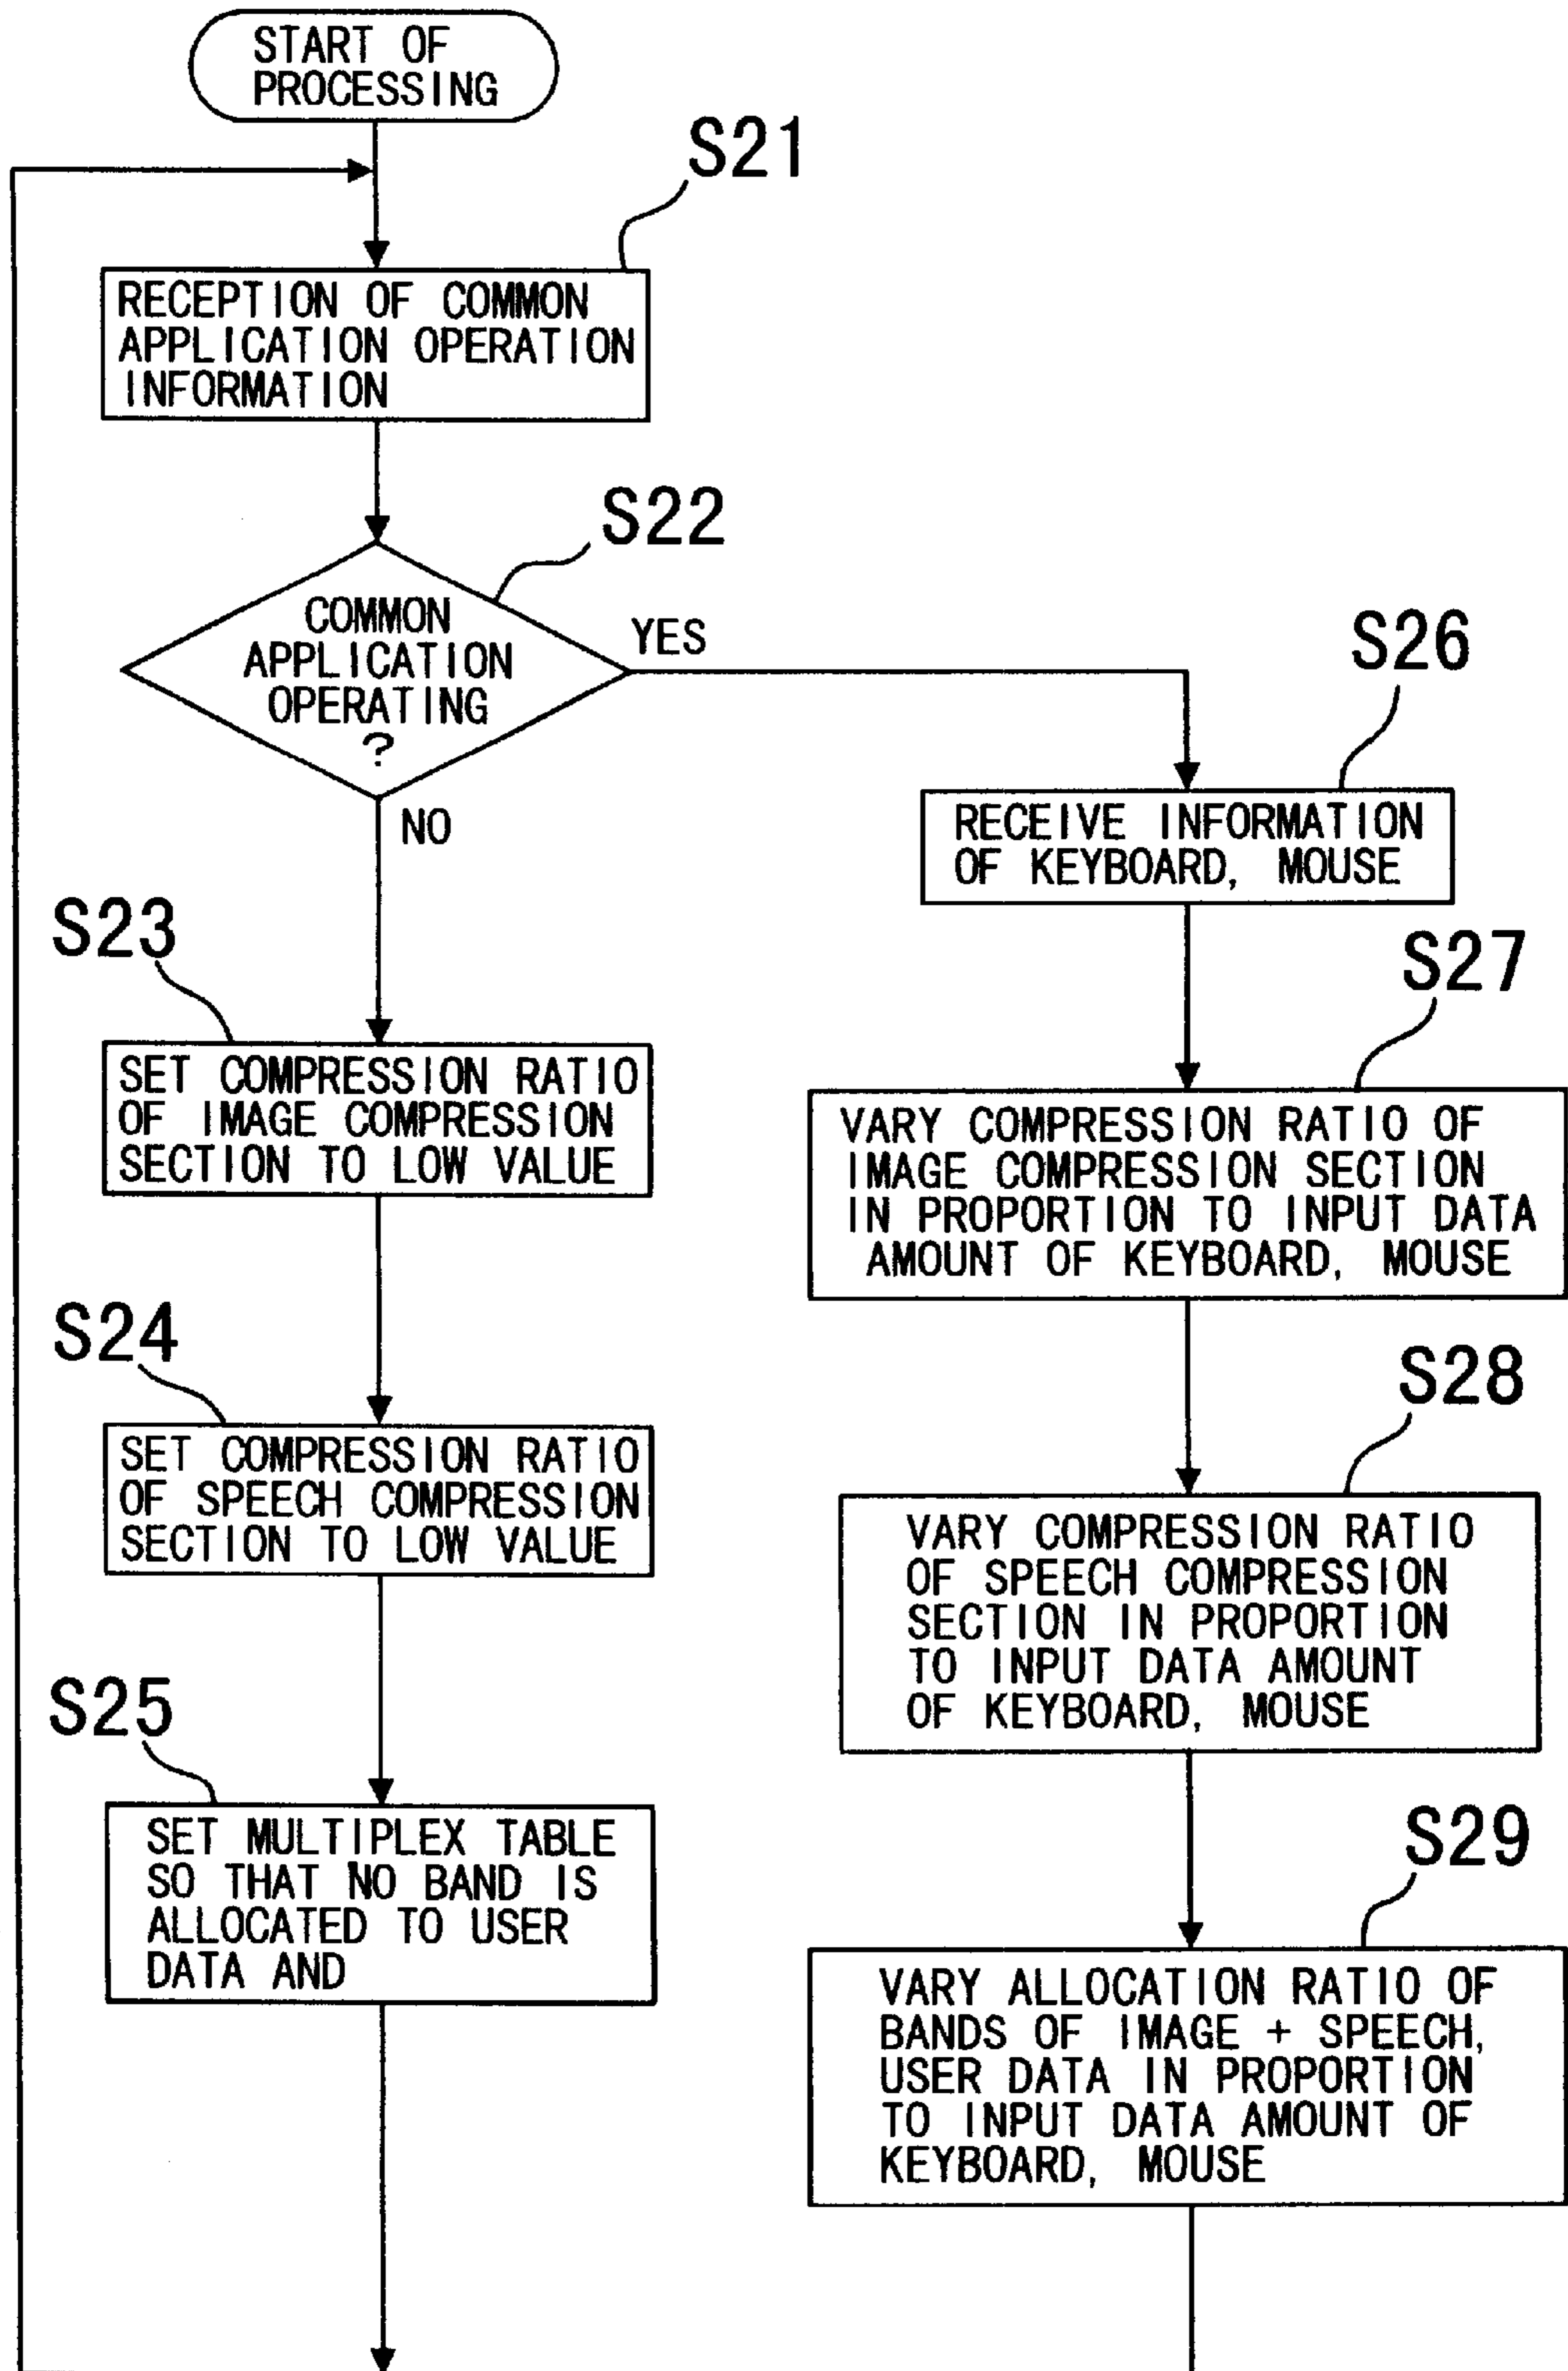 START OF
PROCESSING
S21
RECEPTION OF COMMON
APPLICATION OPERATION
INFORMATION
S22
COMMON
APPLICATION
OPERATING
?
YES
NO
S23
SET COMPRESSION RATIO
OF IMAGE COMPRESSION
SECTION TO LOW VALUE
S24
SET COMPRESSION RATIO
OF SPEECH COMPRESSION
SECTION TO LOW VALUE
S25
SET MULTIPLEX TABLE
SO THAT NO BAND IS
ALLOCATED TO USER
DATA AND
S26
RECEIVE INFORMATION
OF KEYBOARD, MOUSE
S27
VARY COMPRESSION RATIO OF
IMAGE COMPRESSION SECTION
IN PROPORTION TO INPUT DATA
AMOUNT OF KEYBOARD, MOUSE
S28
VARY COMPRESSION RATIO
OF SPEECH COMPRESSION
SECTION IN PROPORTION
TO INPUT DATA AMOUNT
OF KEYBOARD, MOUSE
S29
VARY ALLOCATION RATIO OF
BANDS OF IMAGE + SPEECH,
USER DATA IN PROPORTION
TO INPUT DATA AMOUNT OF
KEYBOARD, MOUSE